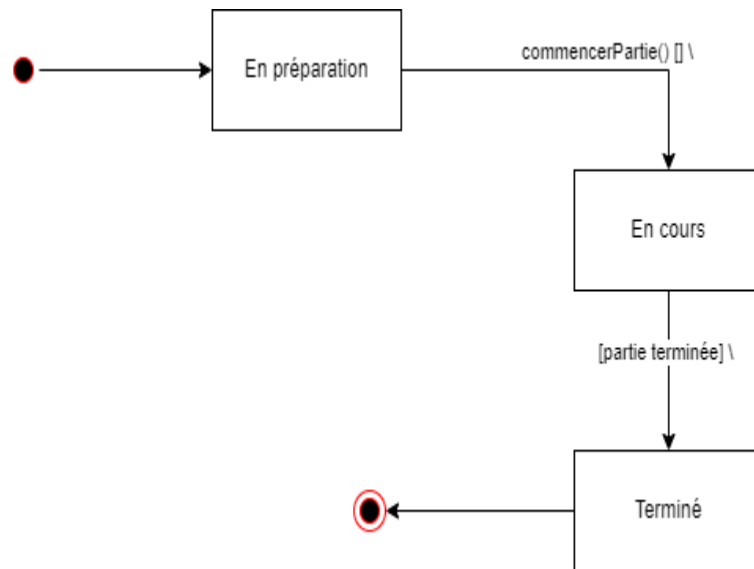 commencerPartie() [] \
En préparation
En cours
[partie terminée] \
Terminé